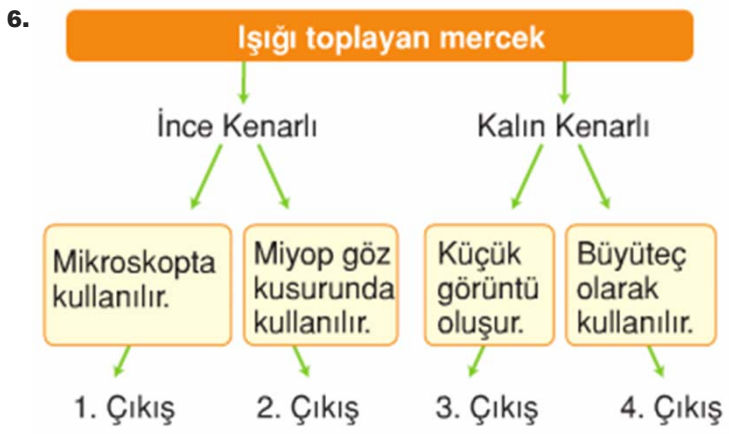 6.
Işığı toplayan mercek
İnce Kenarlı
Kalın Kenarlı
Mikroskopta
kullanılır.
Miyop göz
kusurunda
kullanılır.
Küçük
görüntü
oluşur.
Büyüteç
olarak
kullanılır.
1. Çıkış
2. Çıkış
3. Çıkış
4. Çıkış